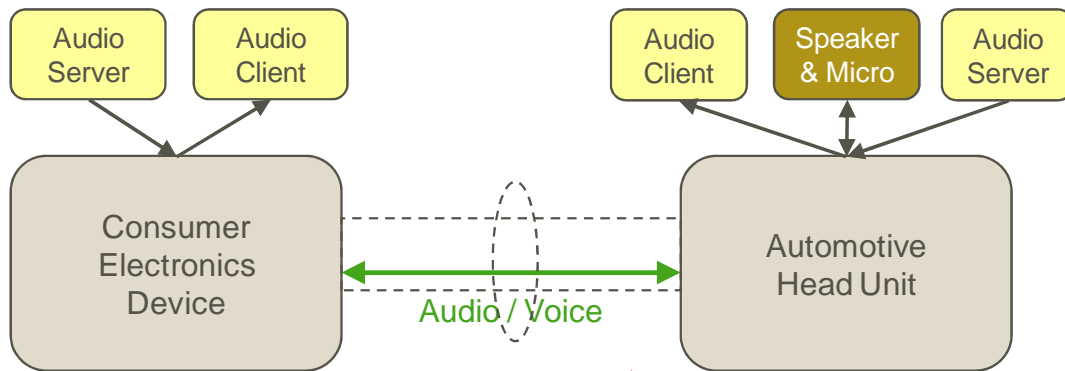 Audio
Server
Audio
Client
Audio
Client
Speaker
& Micro
Audio
Server
Consumer
Electronics
Device
Audio / Voice
Automotive
Head Unit